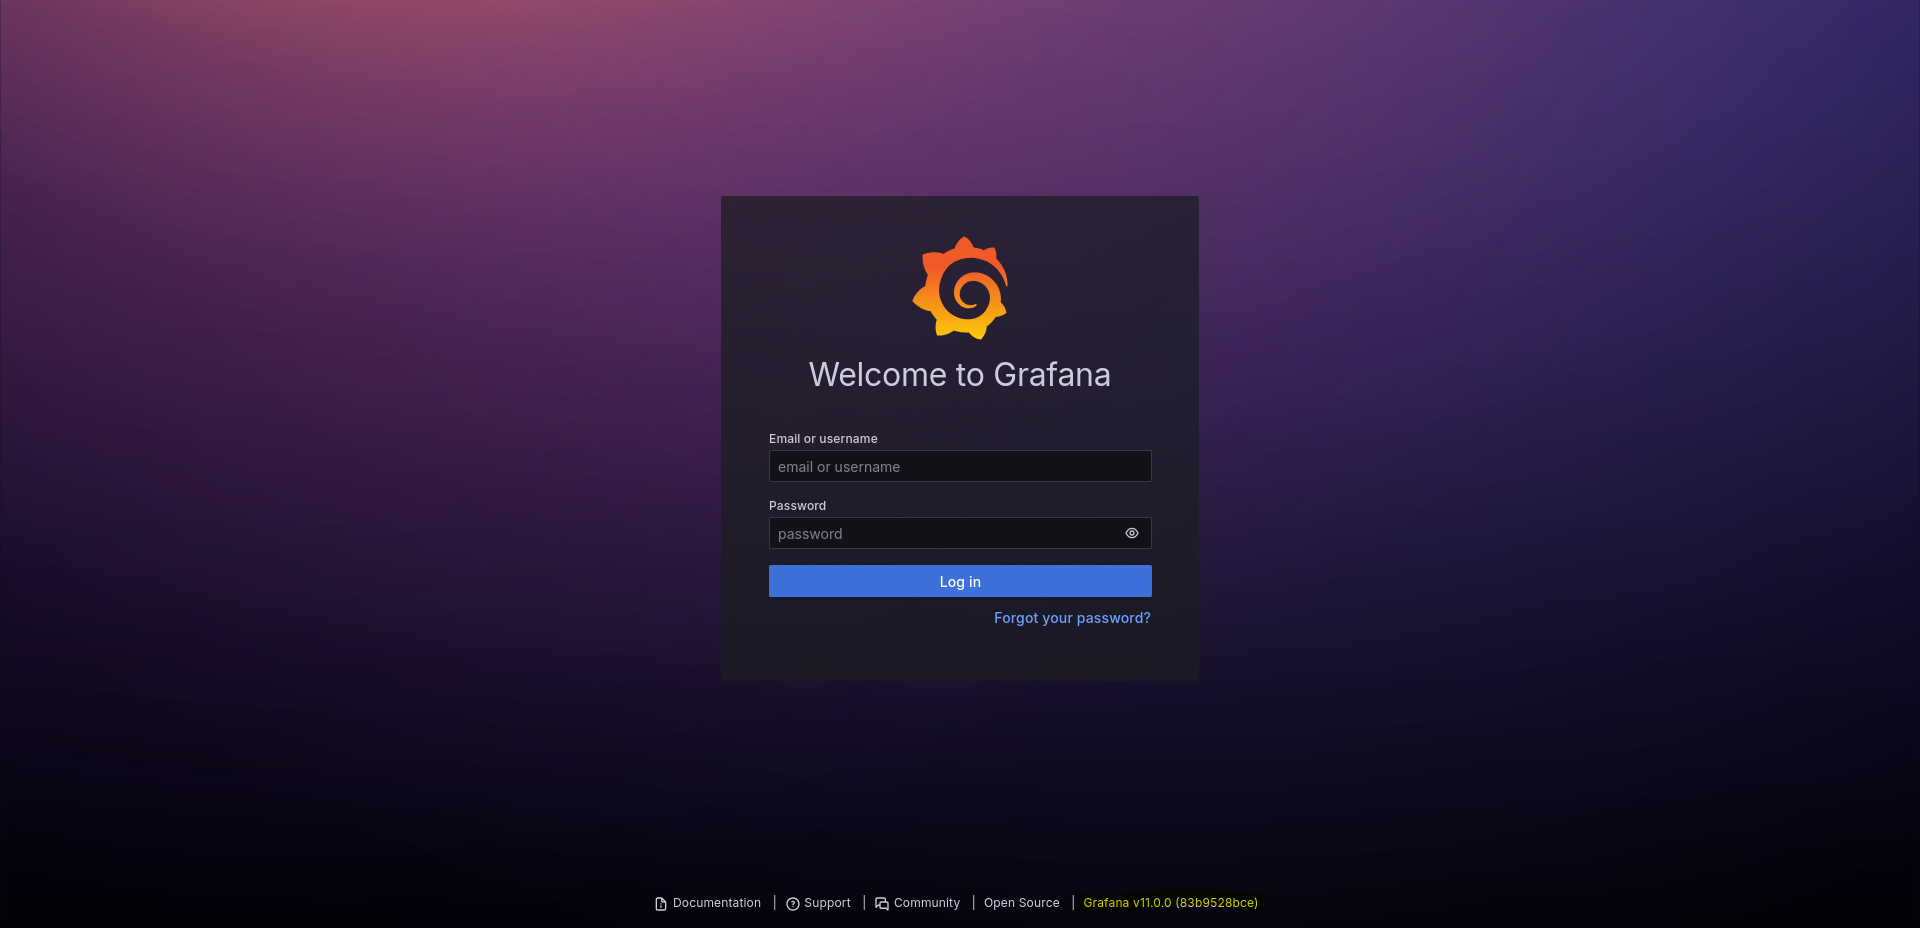 Welcome to Grafana
Email or username
email or username
Password
password
Log in
Forgot your password?
Documentation | Support | Community | Open Source | Grafana v11.0.0 (83b9528bce)